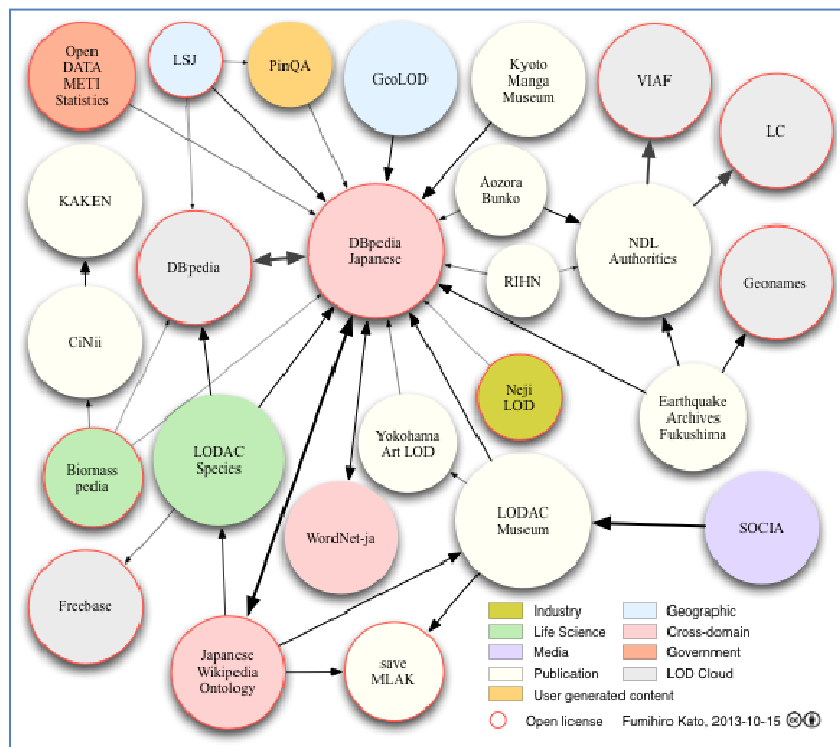 Open
DATA
METI
Statistics
LSJ
PinQA
GeoLOD
Kyoto
Manga
Museum
VIAF
LC
KAKEN
Aozora
Bunko
DBpedia
DBpedia
Japanese
NDL
Authorities
RIHN
Geonames
CiNii
Neji
LOD
Earthquake
Archives
Fukushima
Biomass
pedia
LODAC
Species
Yokohama
Art LOD
LODAC
Museum
WordNet-ja
SOCIA
Freebase
Japanese
Wikipedia
Ontology
save
MLAK
Industry
Geographic
Life Science
Cross-domain
Media
Government
Publication
LOD Cloud
User generated content
Open license Fumihiro Kato, 2013-10-15